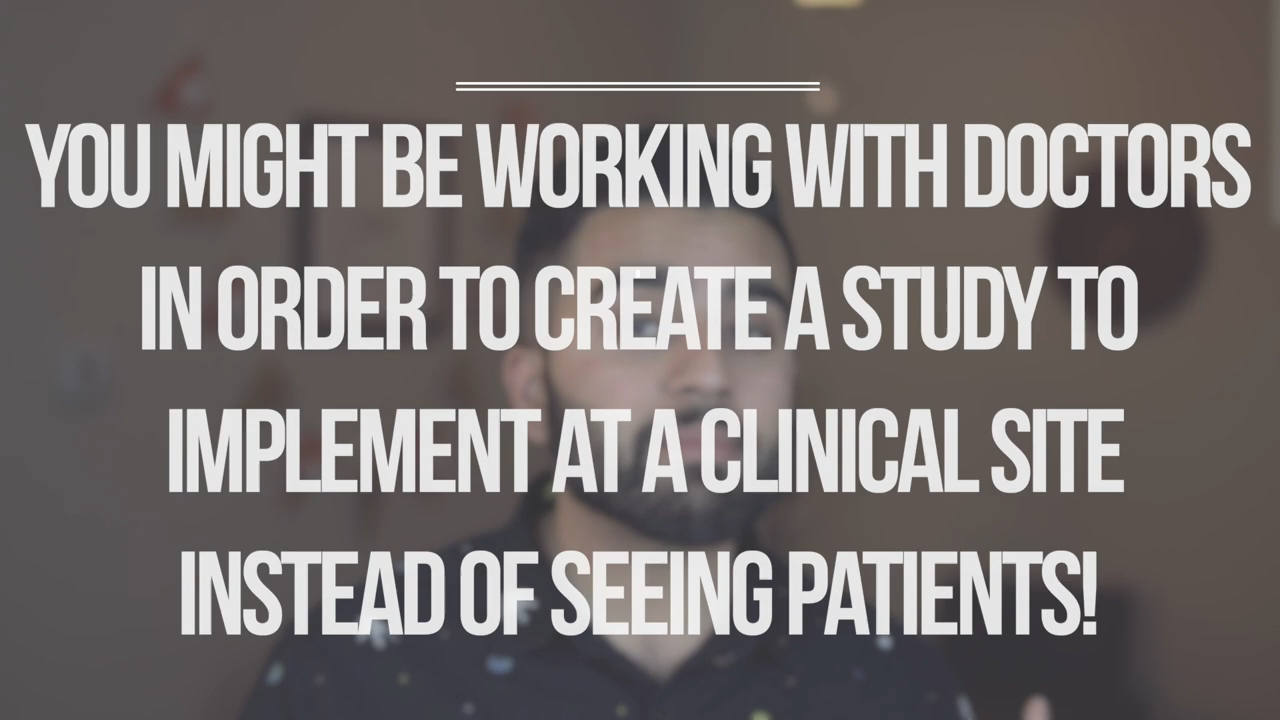 YOU MIGHT BE WORKING WITH DOCTORS
IN ORDER TO CREATE A STUDY TO
IMPLEMENT AT A CLINICAL SITE
INSTEAD OF SEEING PATIENTS!